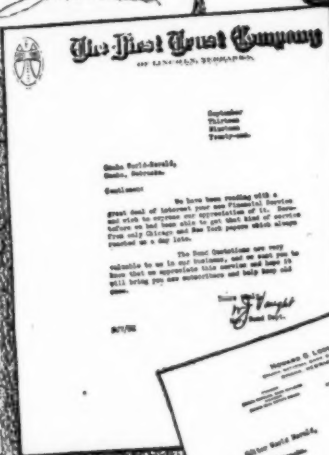 The First Trust Company
OF LINCOLN, NEBRASKA
September
Thirteen
Nineteen
Twenty-one.
Omaha World-Herald,
Omaha, Nebraska.
Gentlemen:
We have been reading with a
great deal of interest your new Financial Service
and wish to express our appreciation of it. Here-
tofore we had been able to get that kind of service
from only Chicago and New York papers which always
reached us a day late.
The Bond Quotations are very
valuable to us in our business, and we want you to
know that we appreciate this service and hope it
will bring you new subscribers and help keep old
ones.
Yours
Bond Dept.
Editor World Herald,